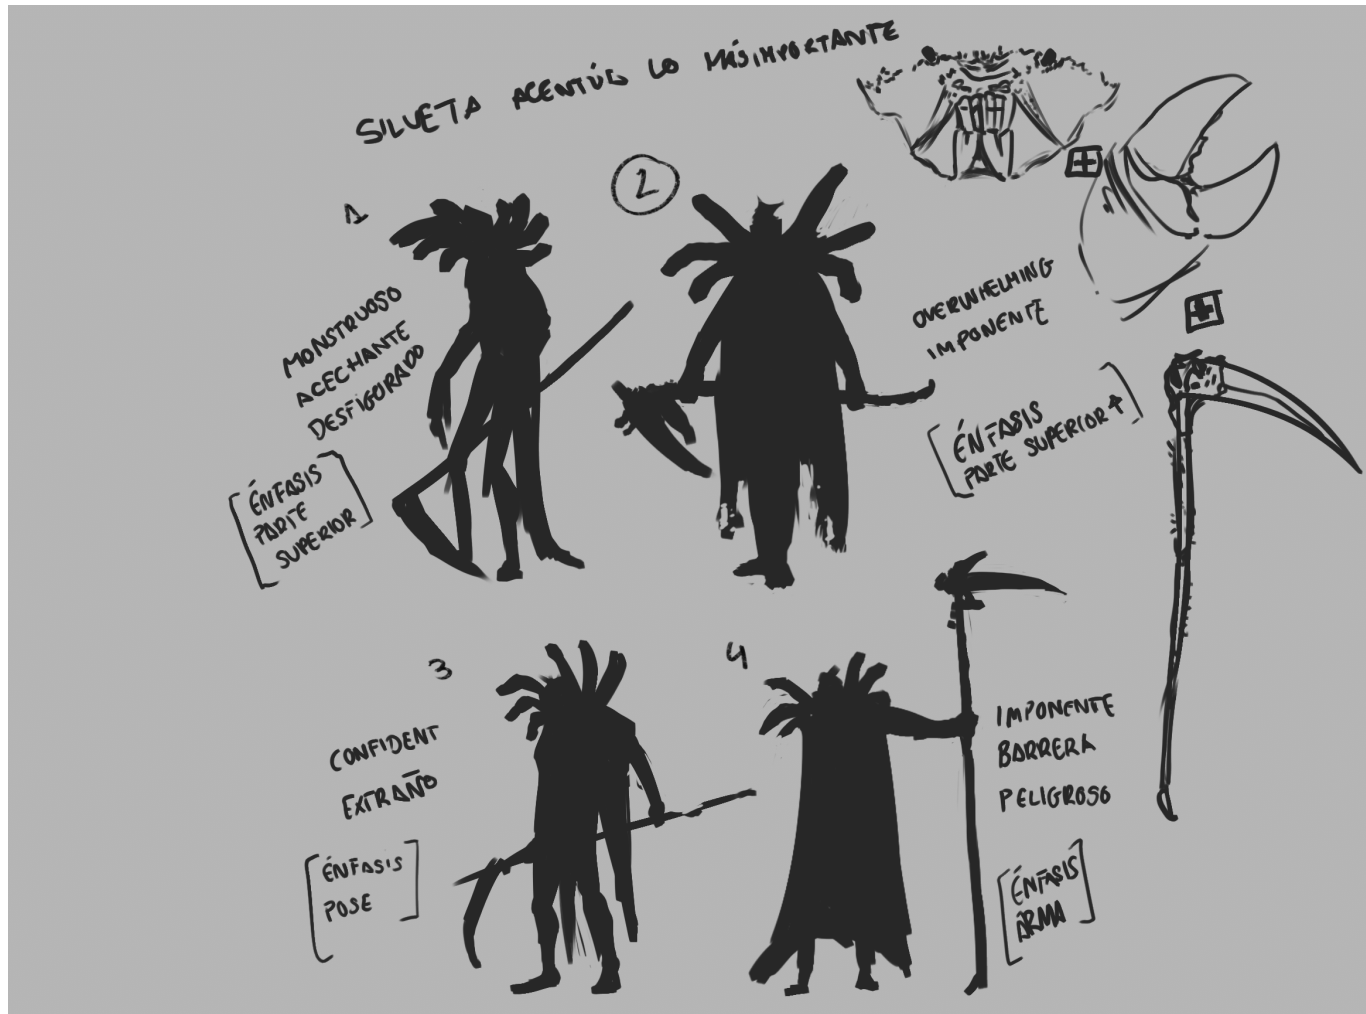 SILUETA ACENTÚA LO MÁS IMPORTANTE
1
MONSTRUOSO
ACECHANTE
DESFIGURADO
[ÉNFASIS
PARTE
SUPERIOR]
2
OVERWHELMING
IMPONENTE
[ÉNFASIS
PARTE SUPERIOR+]
3
CONFIDENT
EXTRAÑO
[ÉNFASIS
POSE]
4
IMPONENTE
BARRERA
PELIGROSO
[ÉNFASIS
ARMA]
+
+